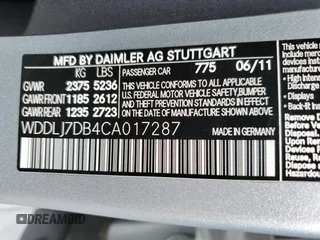 MFD BY DAIMLER AG STUTTGART
KG LBS PASSENGER CAR 775 06/11
GVWR 2375 5236
GAWR FRONT 1185 2612
GAWR REAR 1235 2723
THIS VEHICLE CONFORMS TO ALL
APPLICABLE U.S. FEDERAL MOTOR
VEHICLE SAFETY, BUMPER AND THEFT
PREVENTION STANDARDS IN EFFECT
ON THE DATE OF MANUFACTURE SHOWN ABOVE
WDDLJ7DB4CA017287
MADE IN GERMANY
DREAMBID